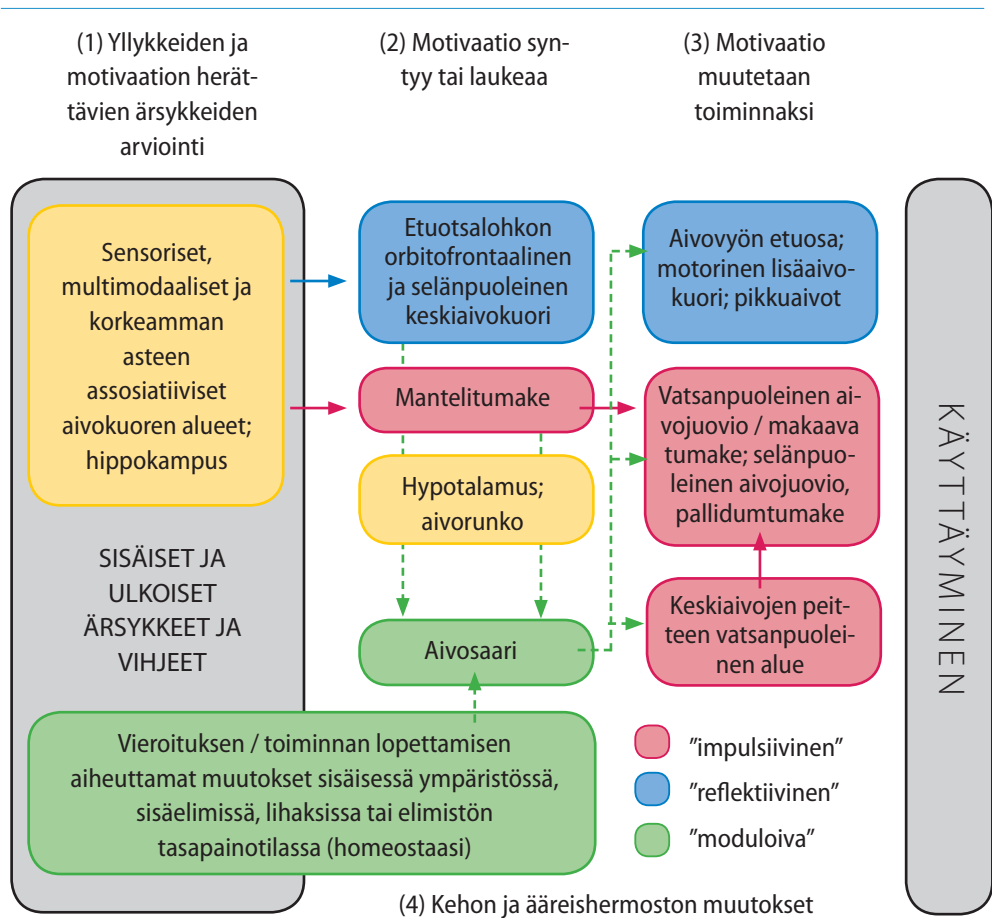 (1) Yllykkeiden ja
motivaation herät-
tävien ärsykkeiden
arviointi
(2) Motivaatio syn-
tyy tai laukeaa
(3) Motivaatio
muutetaan
toiminnaksi
Sensoriset,
multimodaaliset ja
korkeamman
asteen
assosiatiiviset
aivokuoren alueet;
hippokampus
SISÄISET JA
ULKOISET
ÄRSYKKEET JA
VIHJEET
Etuotsalohkon
orbitofrontaalinen
ja selänpuoleinen
keskiaivokuori
Mantelitumake
Hypotalamus;
aivorunko
Aivosaari
Aivovyön etuosa;
motorinen lisäaivo-
kuori; pikkuaivot
Vatsanpuoleinen ai-
vojuovio / makaava
tumake; selänpuo-
leinen aivojuovio,
pallidumtumake
Keskiaivojen peit-
teen vatsanpuolei-
nen alue
KÄYTTÄYMINEN
Vieroituksen / toiminnan lopettamisen
aiheuttamat muutokset sisäisessä ympäristössä,
sisäelimissä, lihaksissa tai elimistön
tasapainotilassa (homeostaasi)
”impulsiivinen”
”reflektiivinen”
”moduloiva”
(4) Kehon ja ääreishermoston muutokset